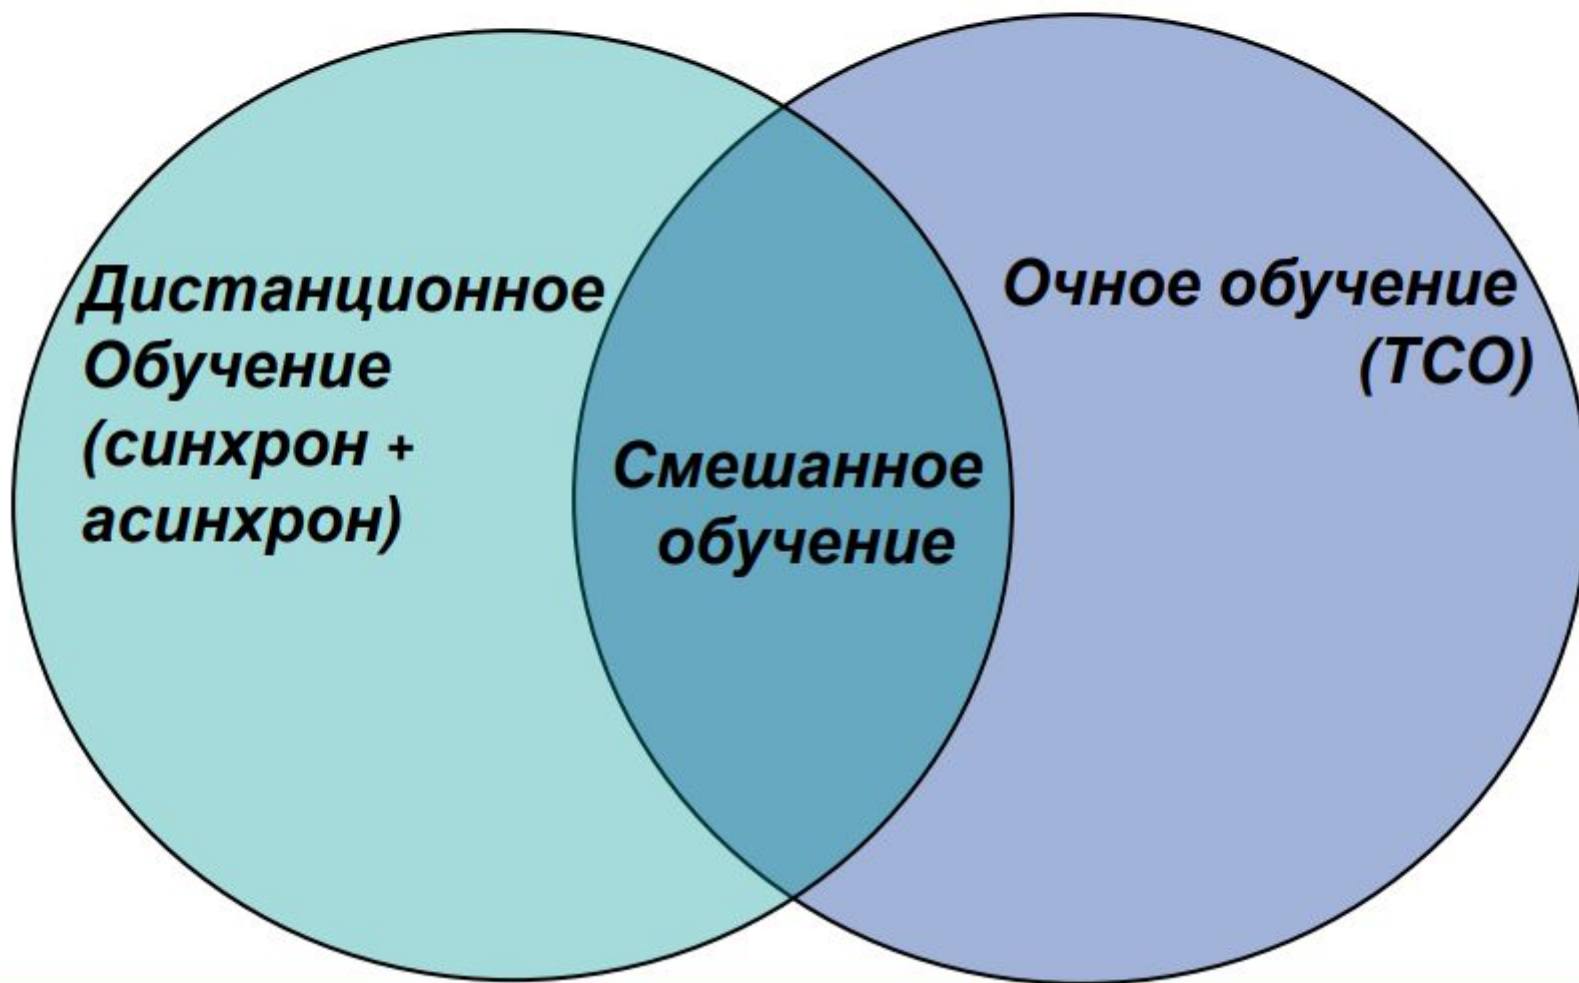 Дистанционное
Обучение
(синхрон +
асинхрон)
Смешанное
обучение
Очное обучение
(ТСО)